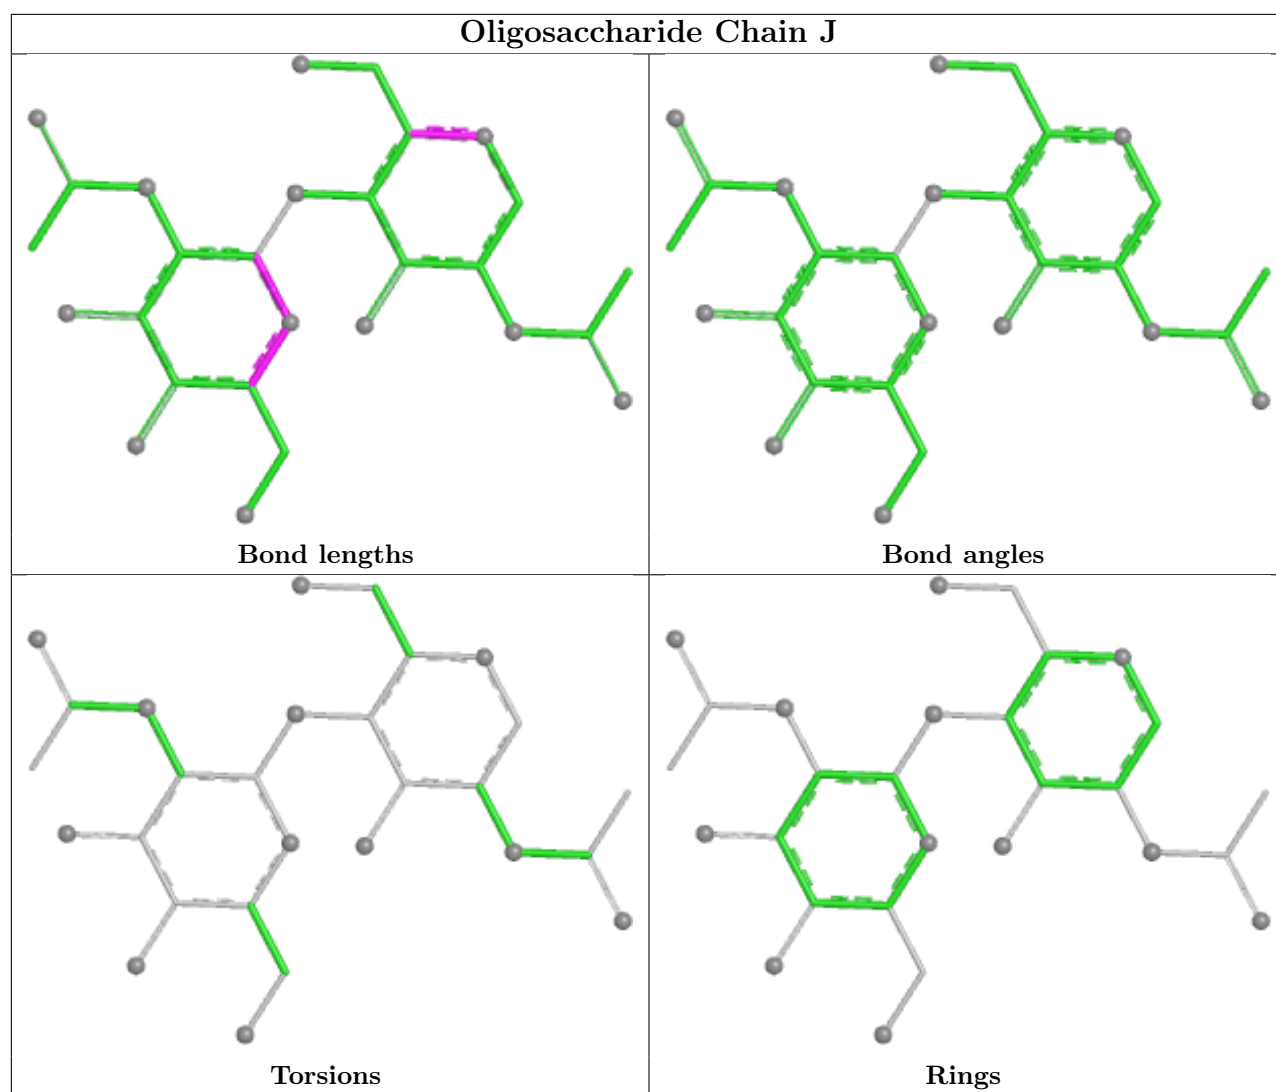 Oligosaccharide Chain J
Bond lengths
Bond angles
Torsions
Rings